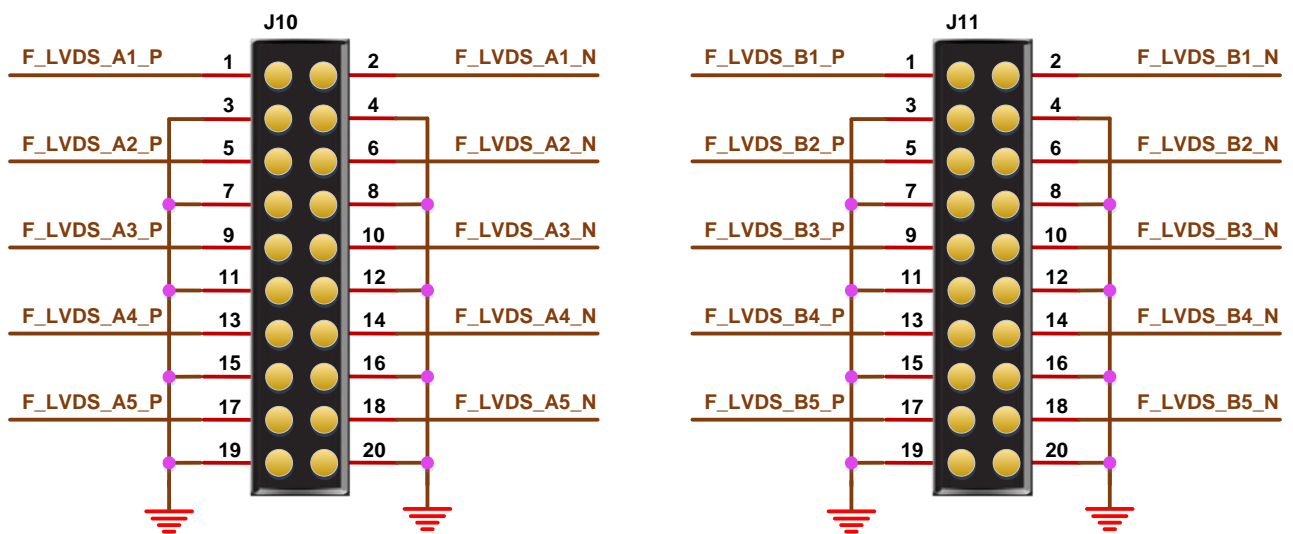 J10 J11
F_LVDS_A1_P 1 2 F_LVDS_A1_N F_LVDS_B1_P 1 2 F_LVDS_B1_N
3 4 3 4
F_LVDS_A2_P 5 6 F_LVDS_A2_N F_LVDS_B2_P 5 6 F_LVDS_B2_N
7 8 7 8
F_LVDS_A3_P 9 10 F_LVDS_A3_N F_LVDS_B3_P 9 10 F_LVDS_B3_N
11 12 11 12
F_LVDS_A4_P 13 14 F_LVDS_A4_N F_LVDS_B4_P 13 14 F_LVDS_B4_N
15 16 15 16
F_LVDS_A5_P 17 18 F_LVDS_A5_N F_LVDS_B5_P 17 18 F_LVDS_B5_N
19 20 19 20